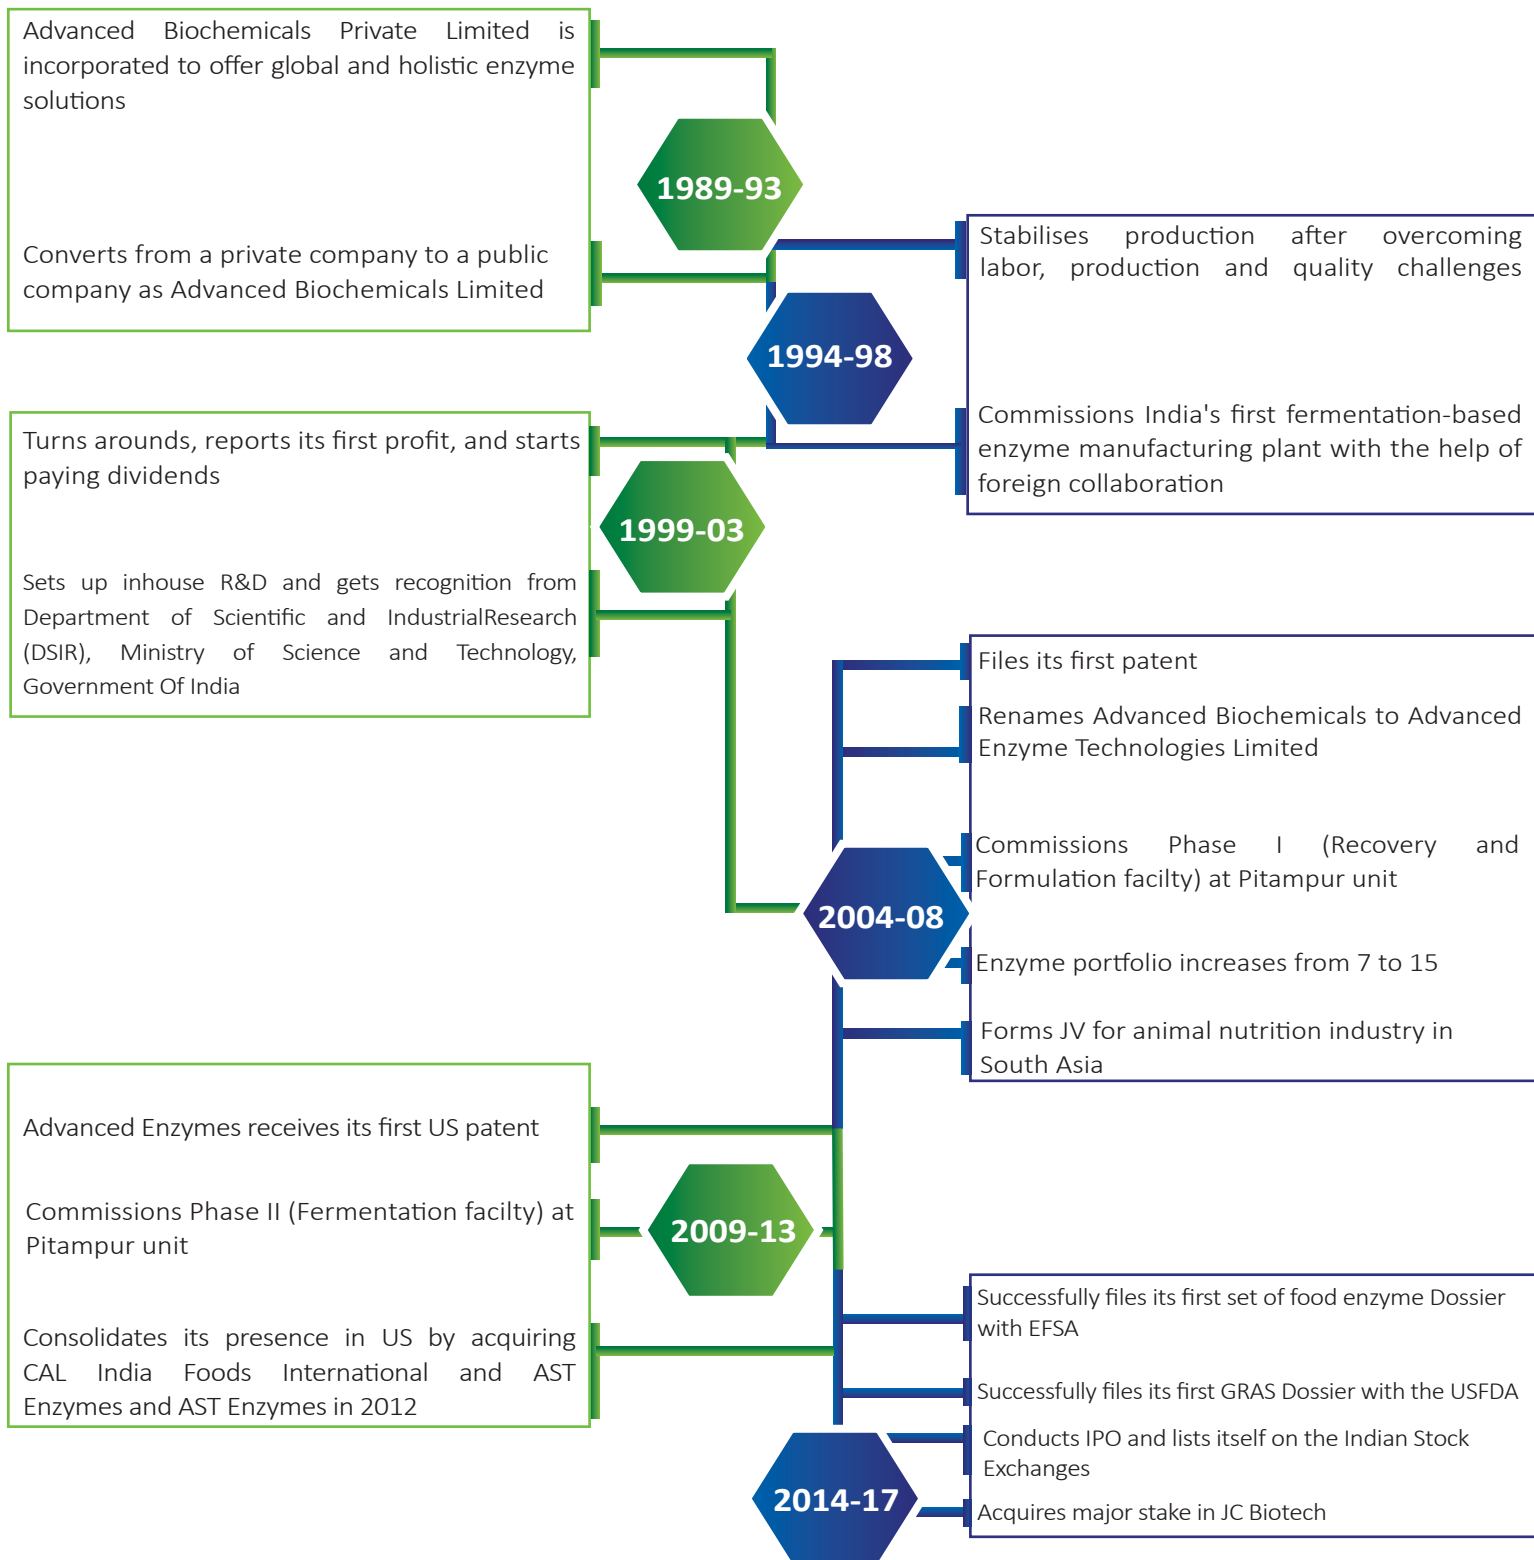 Advanced Biochemicals Private Limited is
incorporated to offer global and holistic enzyme
solutions
1989-93
Converts from a private company to a public
company as Advanced Biochemicals Limited
Stabilises production after overcoming
labor, production and quality challenges
1994-98
Commissions India's first fermentation-based
enzyme manufacturing plant with the help of
foreign collaboration
Turns arounds, reports its first profit, and starts
paying dividends
1999-03
Sets up inhouse R&D and gets recognition from
Department of Scientific and IndustrialResearch
(DSIR), Ministry of Science and Technology,
Government Of India
Files its first patent
Renames Advanced Biochemicals to Advanced
Enzyme Technologies Limited
Commissions Phase I (Recovery and
Formulation facilty) at Pitampur unit
2004-08
Enzyme portfolio increases from 7 to 15
Forms JV for animal nutrition industry in
South Asia
Advanced Enzymes receives its first US patent
Commissions Phase II (Fermentation facilty) at
Pitampur unit
2009-13
Consolidates its presence in US by acquiring
CAL India Foods International and AST
Enzymes and AST Enzymes in 2012
Successfully files its first set of food enzyme Dossier
with EFSA
Successfully files its first GRAS Dossier with the USFDA
Conducts IPO and lists itself on the Indian Stock
Exchanges
2014-17
Acquires major stake in JC Biotech